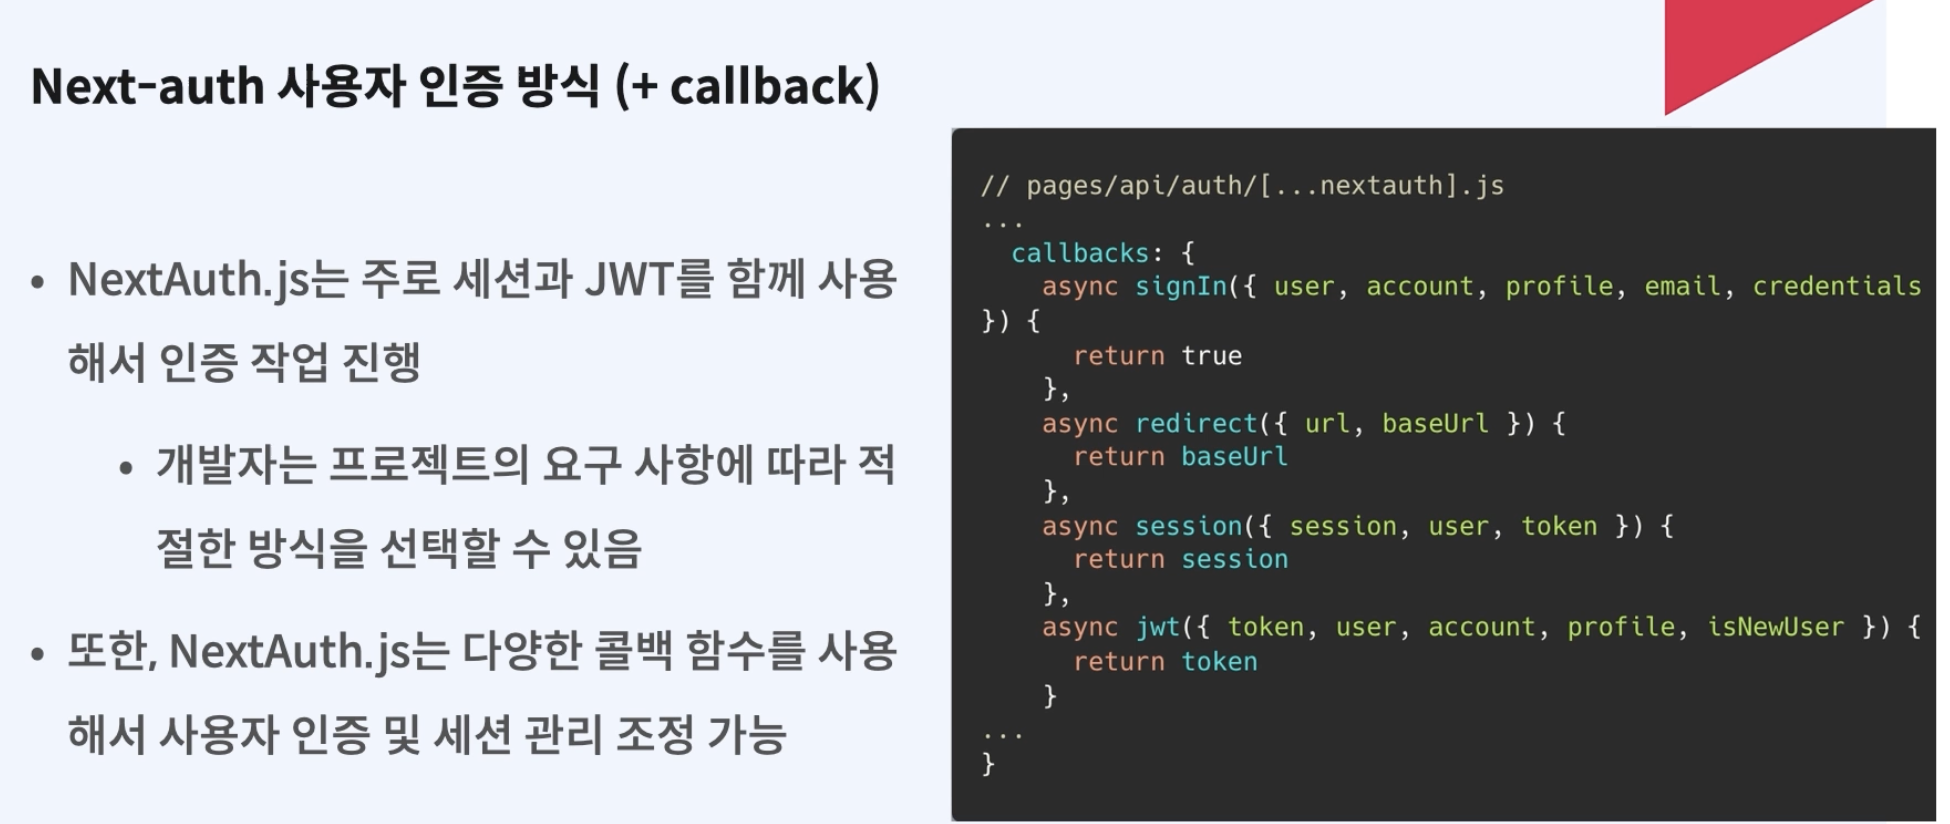 Next-auth 사용자 인증 방식 (+ callback)
• NextAuth.js는 주로 세션과 JWT를 함께 사용
해서 인증 작업 진행
• 개발자는 프로젝트의 요구 사항에 따라 적
절한 방식을 선택할 수 있음
• 또한, NextAuth.js는 다양한 콜백 함수를 사용
해서 사용자 인증 및 세션 관리 조정 가능
// pages/api/auth/[...nextauth].js
...
  callbacks: {
    async signIn({ user, account, profile, email, credentials
}) {
      return true
    },
    async redirect({ url, baseUrl }) {
      return baseUrl
    },
    async session({ session, user, token }) {
      return session
    },
    async jwt({ token, user, account, profile, isNewUser }) {
      return token
    }
...
}